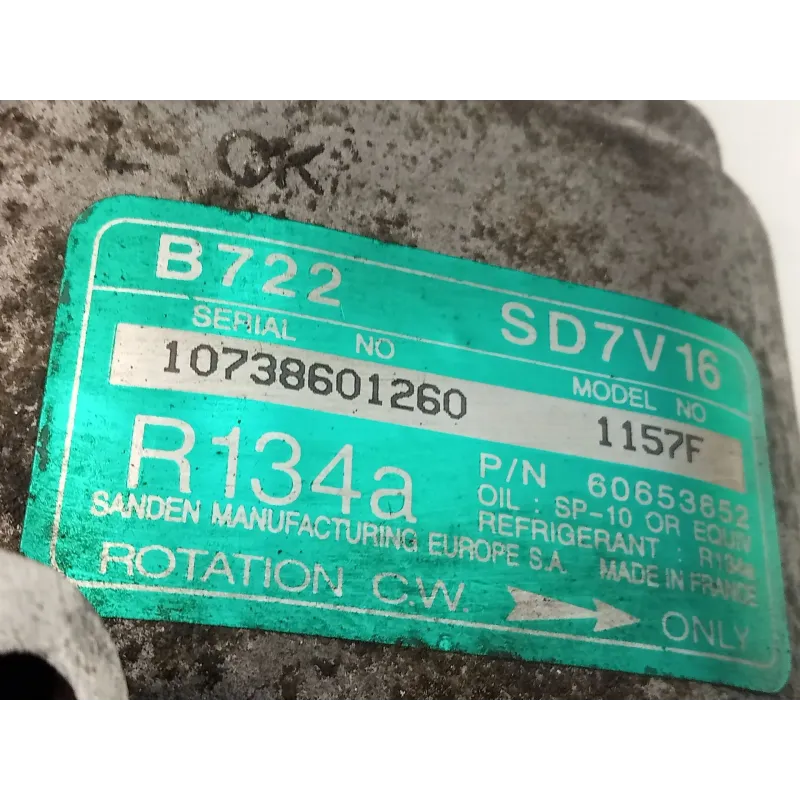 OK
B722 SD7V16
SERIAL NO MODEL NO
10738601260 1157F
R134a P/N 60653852
OIL : SP-10 OR EQUIV
REFRIGERANT : R134a
SANDEN MANUFACTURING EUROPE S.A. MADE IN FRANCE
ROTATION C.W. ONLY